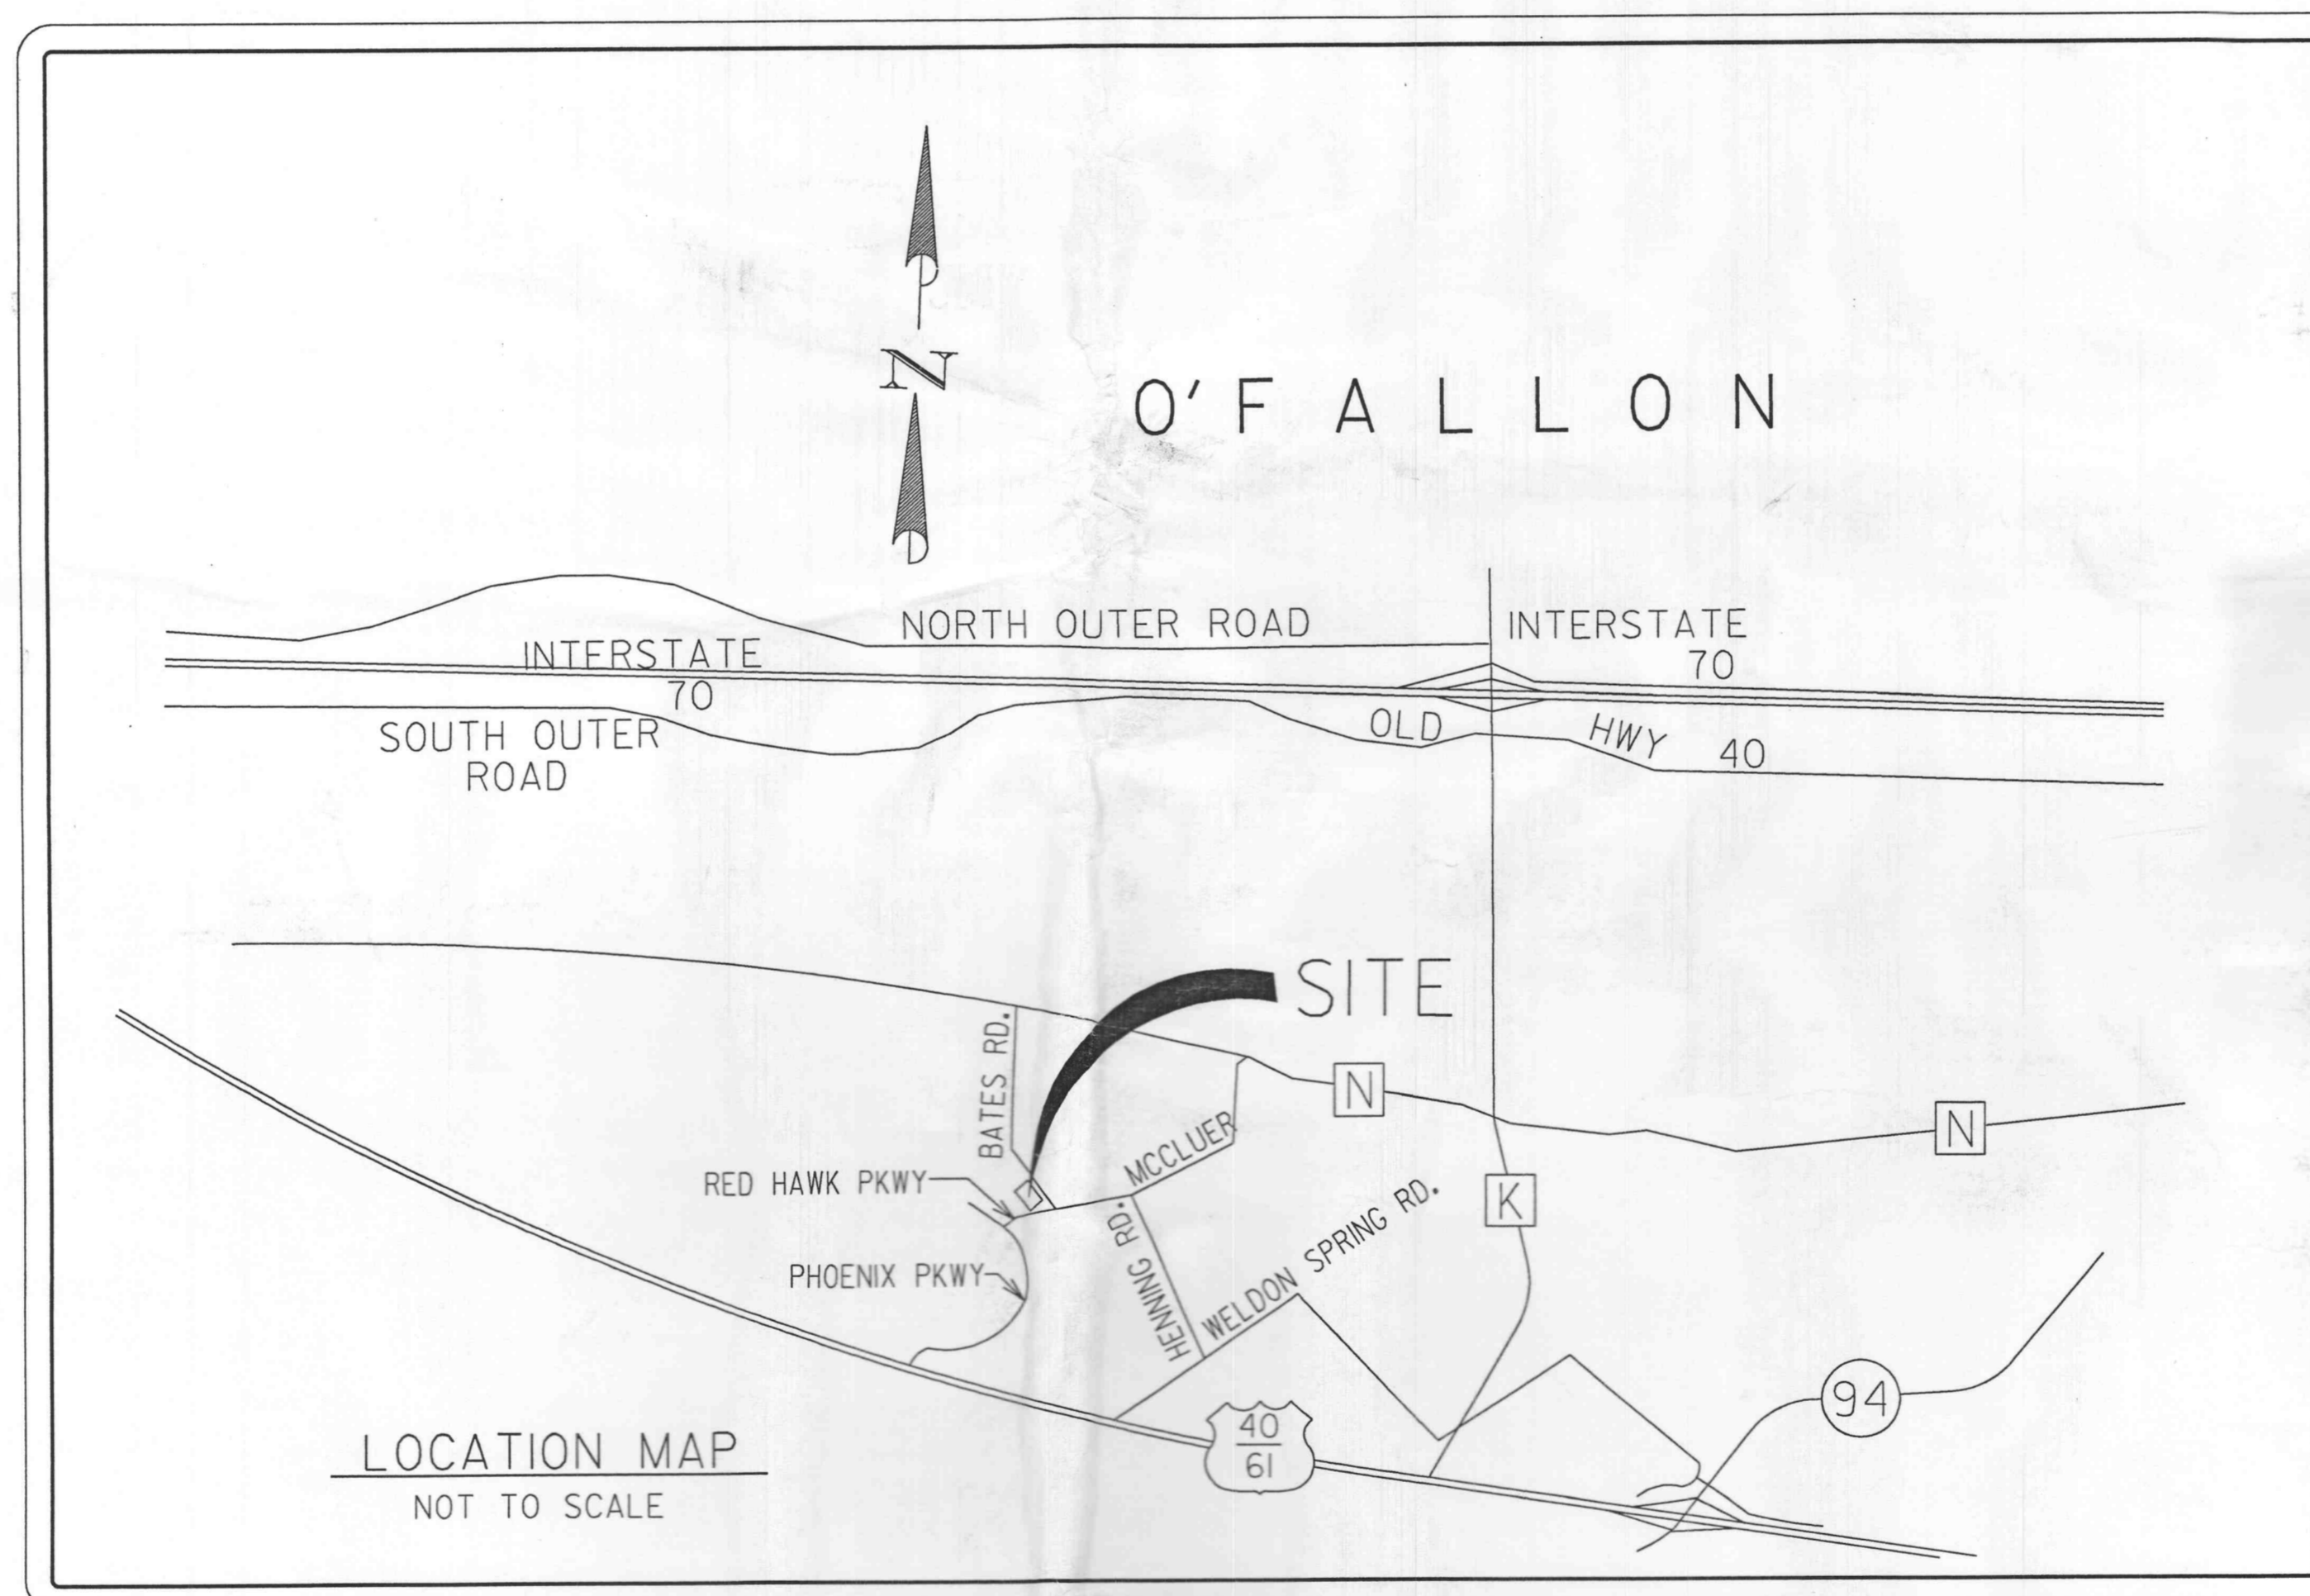 N
O'FALLON
NORTH OUTER ROAD
INTERSTATE
70
INTERSTATE
70
SOUTH OUTER
ROAD
OLD HWY 40
SITE
BATES RD.
N
N
MCCLUER
RED HAWK PKWY
K
HENNING RD.
WELDON SPRING RD.
PHOENIX PKWY
94
40
61
LOCATION MAP
NOT TO SCALE